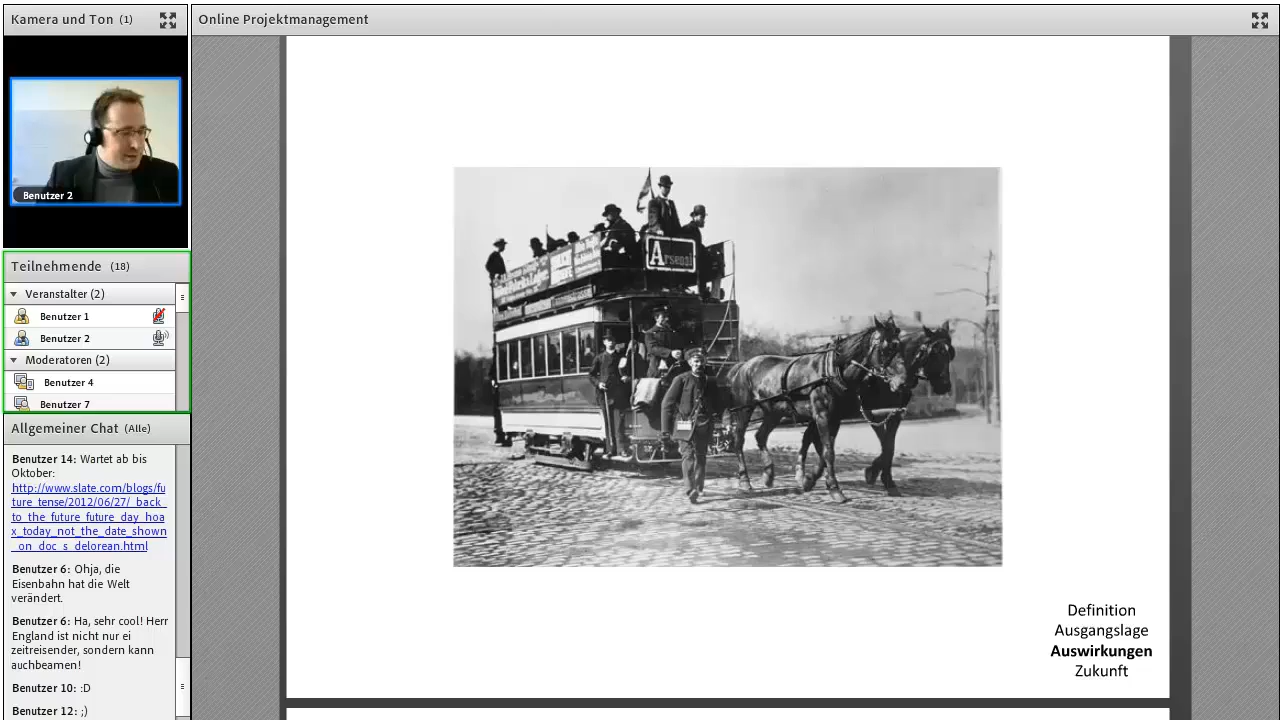 Kamera und Ton (1)
Benutzer 2
Teilnehmende (18)
Veranstalter (2)
Benutzer 1
Benutzer 2
Moderatoren (2)
Benutzer 4
Benutzer 7
Allgemeiner Chat (Alle)
Benutzer 14: Wartet ab bis
Oktober:
http://www.slate.com/blogs/fu
ture_tense/2012/06/27/_back_
to_the_future_future_day_hoa
x_today_not_the_date_shown
_on_doc_s_delorean.html
Benutzer 6: Ohja, die
Eisenbahn hat die Welt
verändert.
Benutzer 6: Ha, sehr cool! Herr
England ist nicht nur ei
zeitreisender, sondern kann
auchbeamen!
Benutzer 10: :D
Benutzer 12: ;)
Online Projektmanagement
Arsenal
Definition
Ausgangslage
Auswirkungen
Zukunft